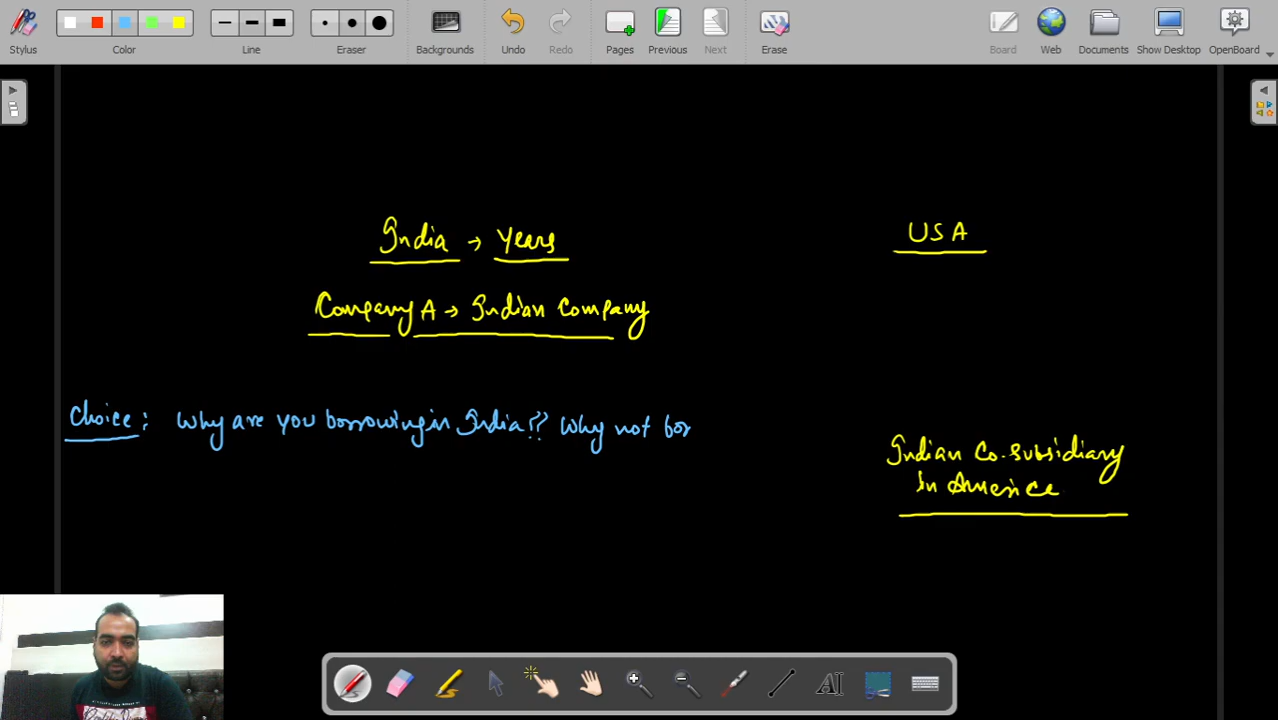 Stylus
Color
Line
Eraser
Backgrounds
Undo
Redo
Pages
Previous
Next
Erase
Board
Web
Documents
Show Desktop
OpenBoard
India → Years
USA
Company A → Indian Company
Choice: Why are you borrowing in India?? Why not bor
Indian Co. subsidiary
in America